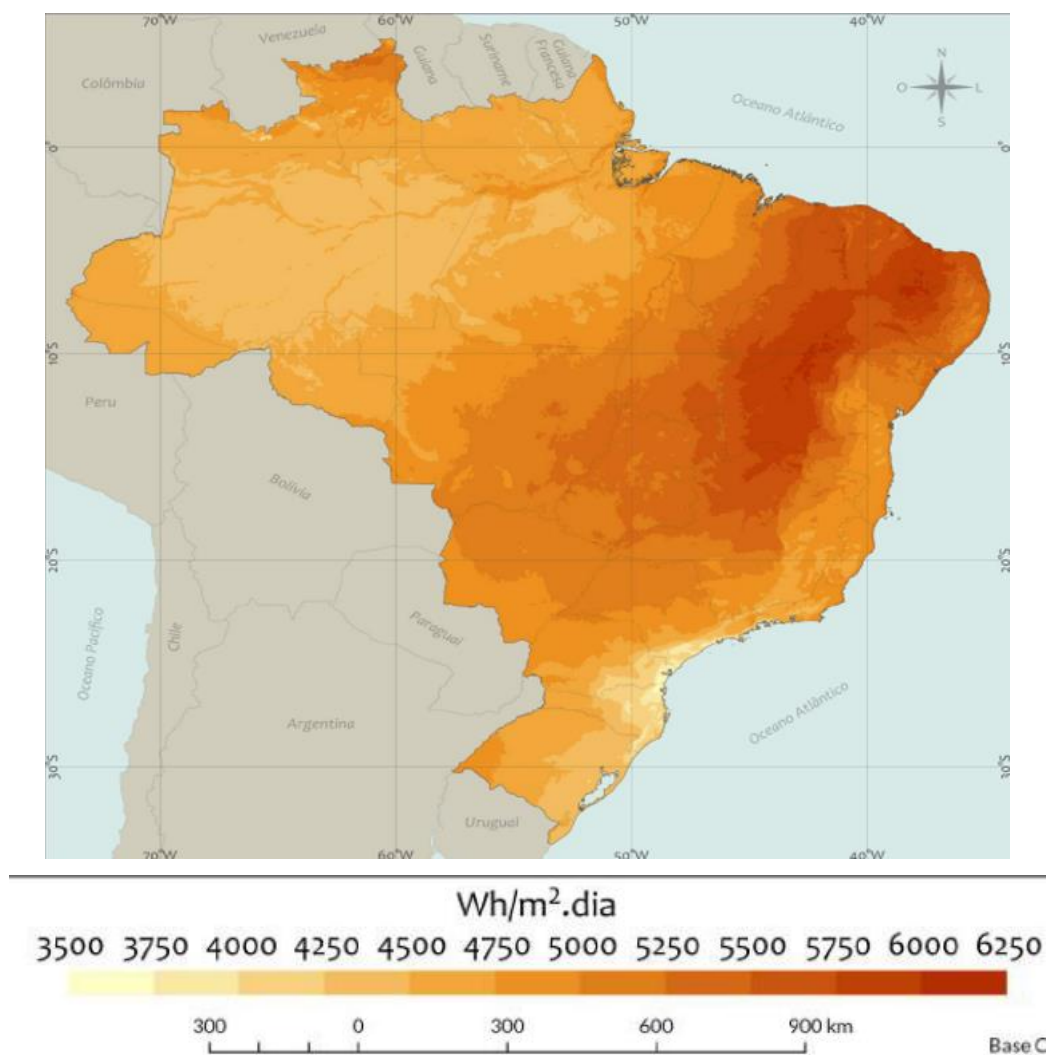 70°W 60°W 50°W 40°W
Venezuela
Colômbia
Guiana
Suriname
Guiana
Francesa
N
O L
S
Oceano Atlântico
0° 0°
10°S 10°S
Peru
Bolívia
20°S 20°S
Oceano Pacífico
Chile
Paraguai
Argentina
Oceano Atlântico
30°S 30°S
Uruguai
70°W 60°W 50°W 40°W
Wh/m².dia
3500 3750 4000 4250 4500 4750 5000 5250 5500 5750 6000 6250
300 0 300 600 900 km
Base C